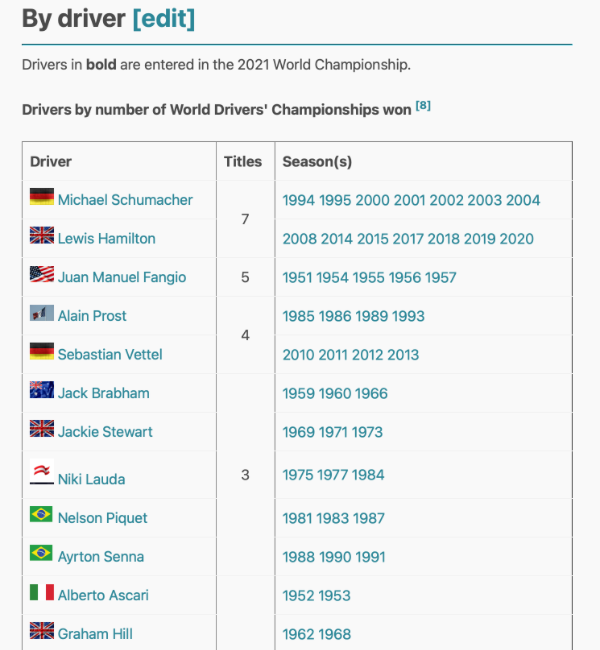 By driver [edit]
Drivers in bold are entered in the 2021 World Championship.
Drivers by number of World Drivers' Championships won [8]
Driver Titles Season(s)
Michael Schumacher 7 1994 1995 2000 2001 2002 2003 2004
Lewis Hamilton 2008 2014 2015 2017 2018 2019 2020
Juan Manuel Fangio 5 1951 1954 1955 1956 1957
Alain Prost 4 1985 1986 1989 1993
Sebastian Vettel 2010 2011 2012 2013
Jack Brabham 3 1959 1960 1966
Jackie Stewart 1969 1971 1973
Niki Lauda 1975 1977 1984
Nelson Piquet 1981 1983 1987
Ayrton Senna 1988 1990 1991
Alberto Ascari 1952 1953
Graham Hill 1962 1968